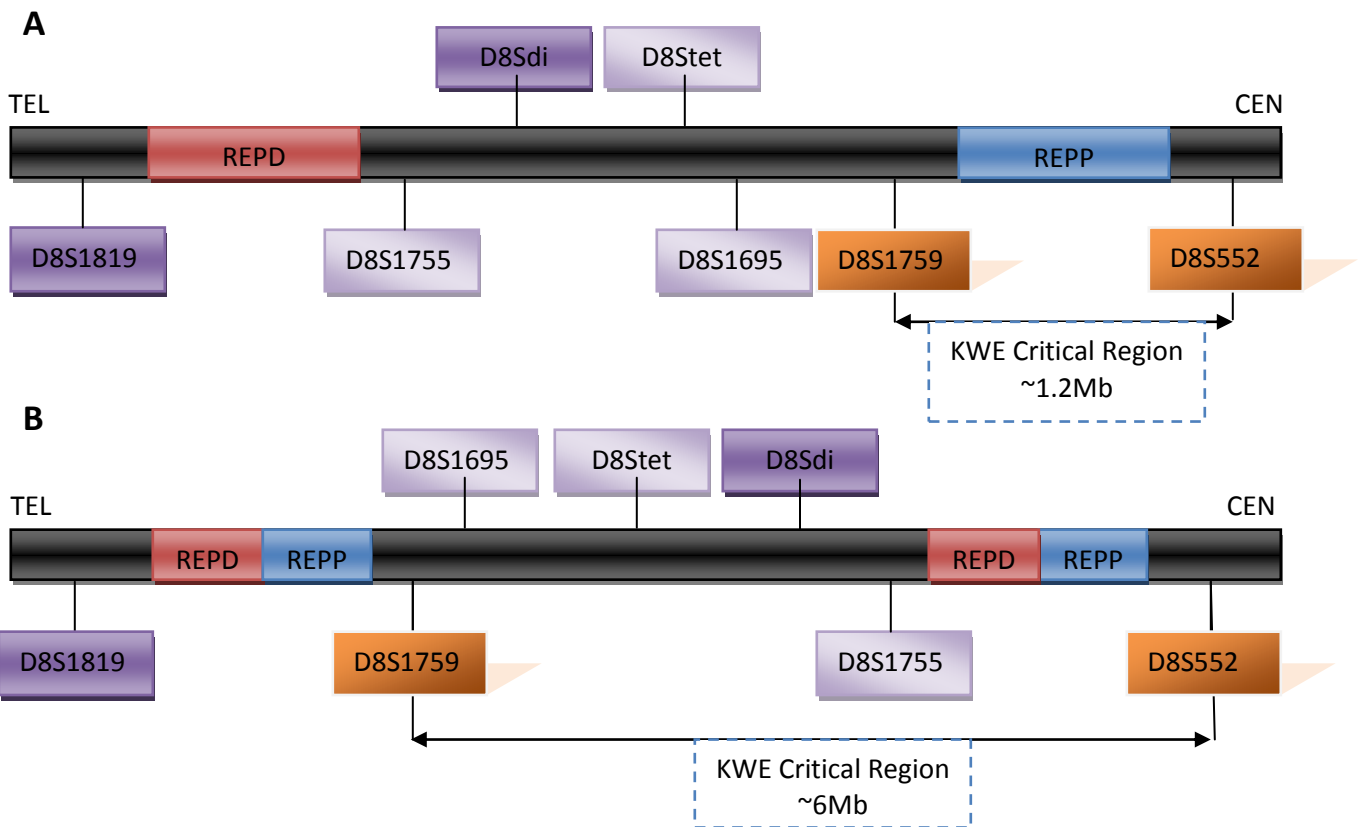 A
D8Sdi D8Stet
TEL CEN
REPD REPP
D8S1819 D8S1755 D8S1695 D8S1759 D8S552
KWE Critical Region
~1.2Mb
B
D8S1695 D8Stet D8Sdi
TEL CEN
REPD REPP REPD REPP
D8S1819 D8S1759 D8S1755 D8S552
KWE Critical Region
~6Mb